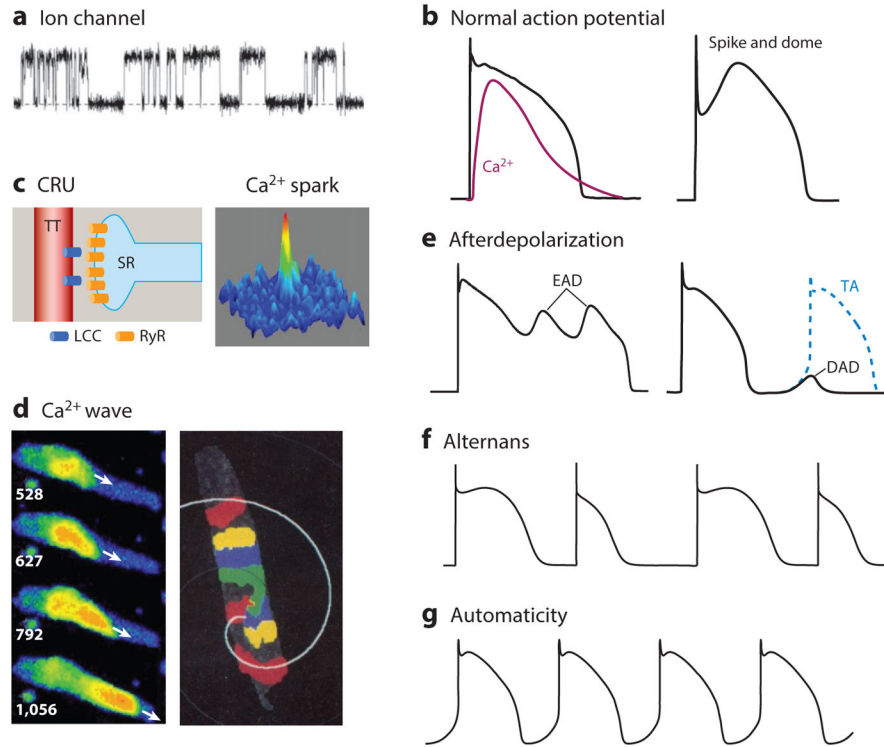 a Ion channel
b Normal action potential
Spike and dome
Ca²⁺
c CRU
Ca²⁺ spark
TT
SR
LCC RyR
d Ca²⁺ wave
528
627
792
1,056
e Afterdepolarization
EAD
TA
DAD
f Alternans
g Automaticity